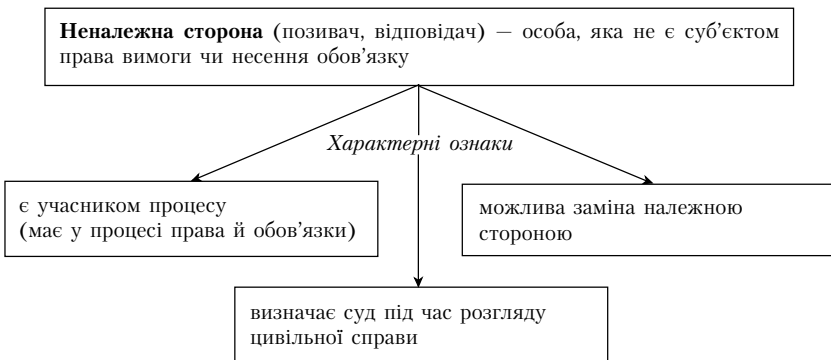 Неналежна сторона (позивач, відповідач) — особа, яка не є суб’єктом
права вимоги чи несення обов’язку
Характерні ознаки
є учасником процесу
(має у процесі права й обов’язки)
можлива заміна належною
стороною
визначає суд під час розгляду
цивільної справи